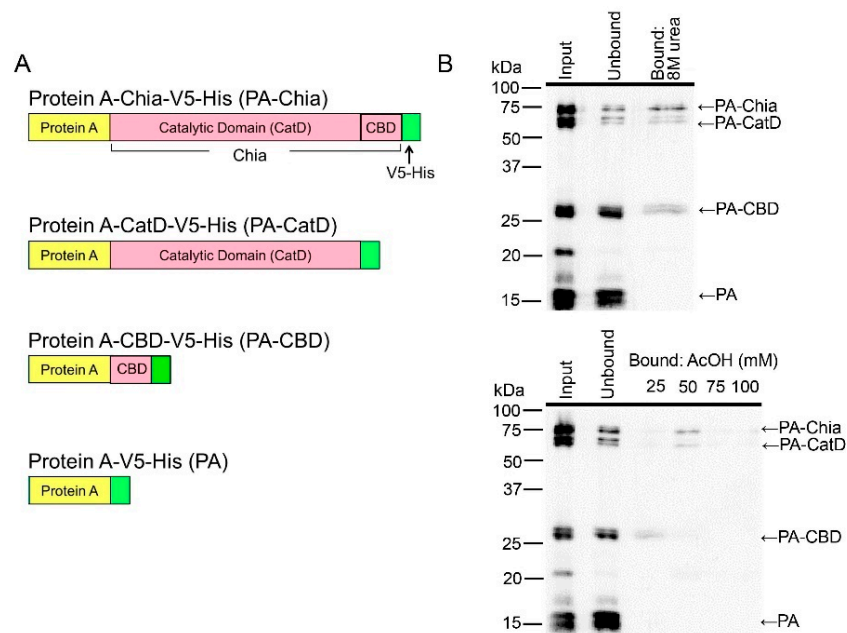 A
Protein A-Chia-V5-His (PA-Chia)
Protein A
Catalytic Domain (CatD)
CBD
Chia
V5-His
Protein A-CatD-V5-His (PA-CatD)
Protein A
Catalytic Domain (CatD)
Protein A-CBD-V5-His (PA-CBD)
Protein A
CBD
Protein A-V5-His (PA)
Protein A
B
kDa
Input
Unbound
Bound:
8M urea
100
75
50
37
25
20
15
←PA-Chia
←PA-CatD
←PA-CBD
←PA
Bound: AcOH (mM)
kDa
Input
Unbound
25 50 75 100
100
75
50
37
25
20
15
←PA-Chia
←PA-CatD
←PA-CBD
←PA